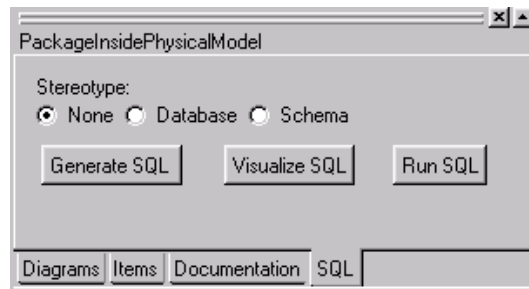 PackageInsidePhysicalModel
Stereotype:
None Database Schema
Generate SQL Visualize SQL Run SQL
Diagrams Items Documentation SQL